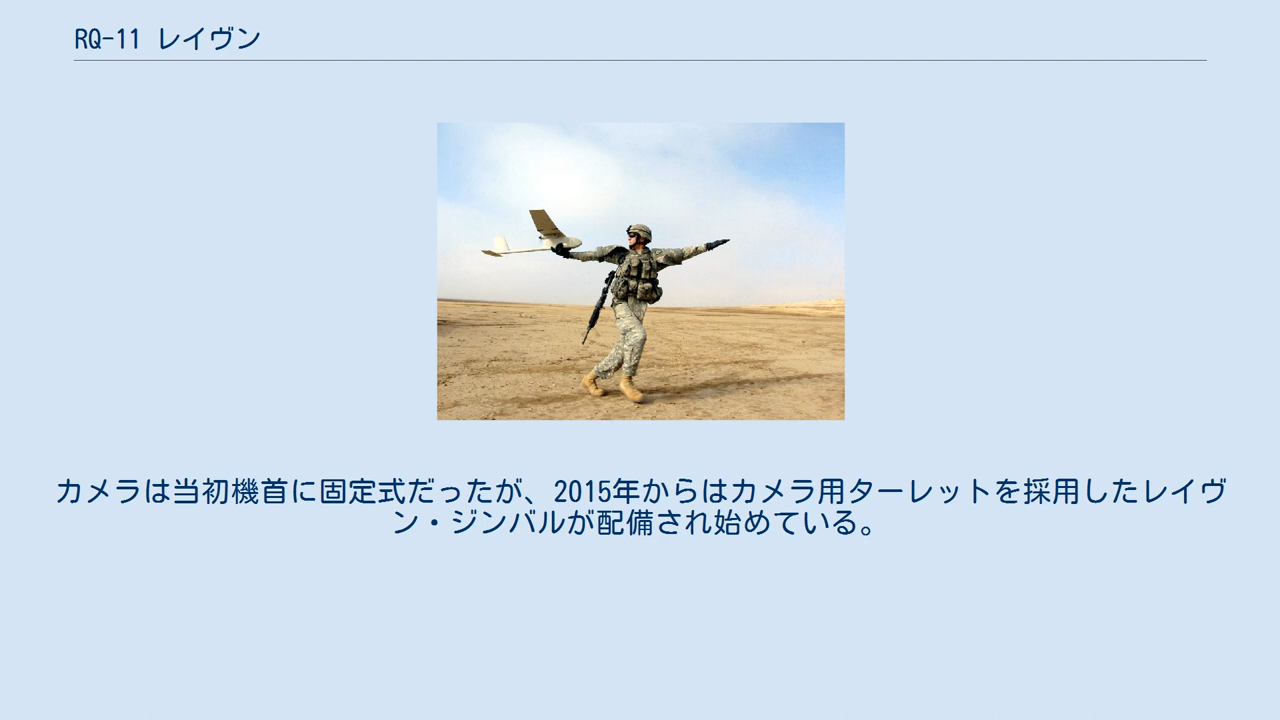 RQ-11 レイヴン
カメラは当初機首に固定式だったが、2015年からはカメラ用ターレットを採用したレイヴ
ン・ジンバルが配備され始めている。